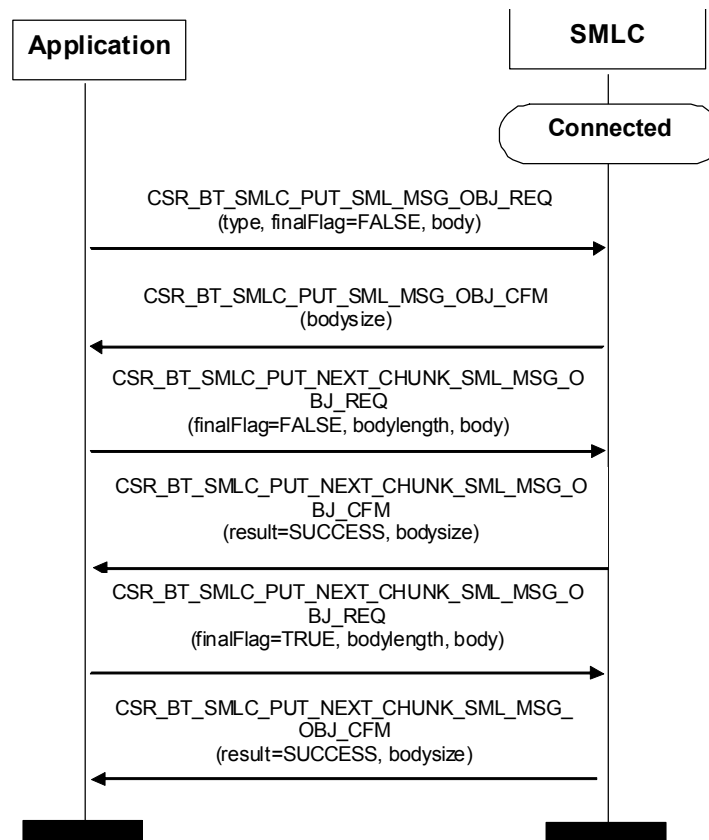 Application
SMLC
Connected
CSR_BT_SMLC_PUT_SML_MSG_OBJ_REQ
(type, finalFlag=FALSE, body)
CSR_BT_SMLC_PUT_SML_MSG_OBJ_CFM
(bodysize)
CSR_BT_SMLC_PUT_NEXT_CHUNK_SML_MSG_O
BJ_REQ
(finalFlag=FALSE, bodylength, body)
CSR_BT_SMLC_PUT_NEXT_CHUNK_SML_MSG_O
BJ_CFM
(result=SUCCESS, bodysize)
CSR_BT_SMLC_PUT_NEXT_CHUNK_SML_MSG_O
BJ_REQ
(finalFlag=TRUE, bodylength, body)
CSR_BT_SMLC_PUT_NEXT_CHUNK_SML_MSG_
OBJ_CFM
(result=SUCCESS, bodysize)